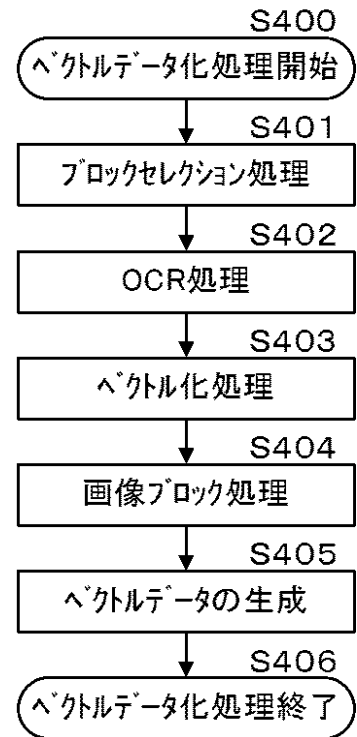 S400
ベクトルデータ化処理開始
S401
ブロックセレクション処理
S402
OCR処理
S403
ベクトル化処理
S404
画像ブロック処理
S405
ベクトルデータの生成
S406
ベクトルデータ化処理終了